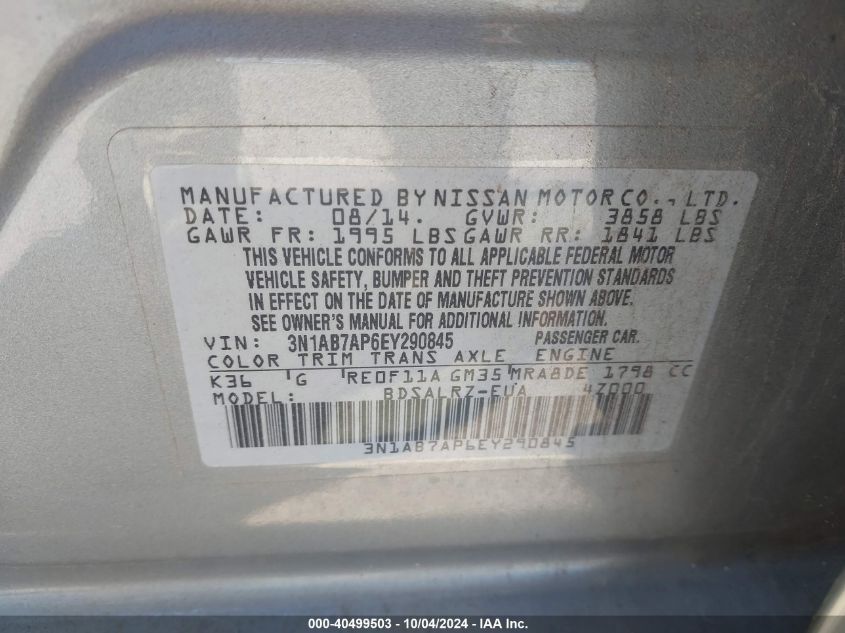 MANUFACTURED BY NISSAN MOTOR CO., LTD.
DATE: 08/14. GVWR: 3858 LBS
GAWR FR: 1995 LBS GAWR RR: 1841 LBS
THIS VEHICLE CONFORMS TO ALL APPLICABLE FEDERAL MOTOR
VEHICLE SAFETY, BUMPER AND THEFT PREVENTION STANDARDS
IN EFFECT ON THE DATE OF MANUFACTURE SHOWN ABOVE.
SEE OWNER'S MANUAL FOR ADDITIONAL INFORMATION.
VIN: 3N1AB7AP6EY290845 PASSENGER CAR.
COLOR TRIM TRANS AXLE ENGINE
K36 G RE0F11A GM35 MRA8DE 1798 CC
MODEL: BDSALRZ-EUA 4Z000
3N1AB7AP6EY290845
000-40499503 - 10/04/2024 - IAA Inc.